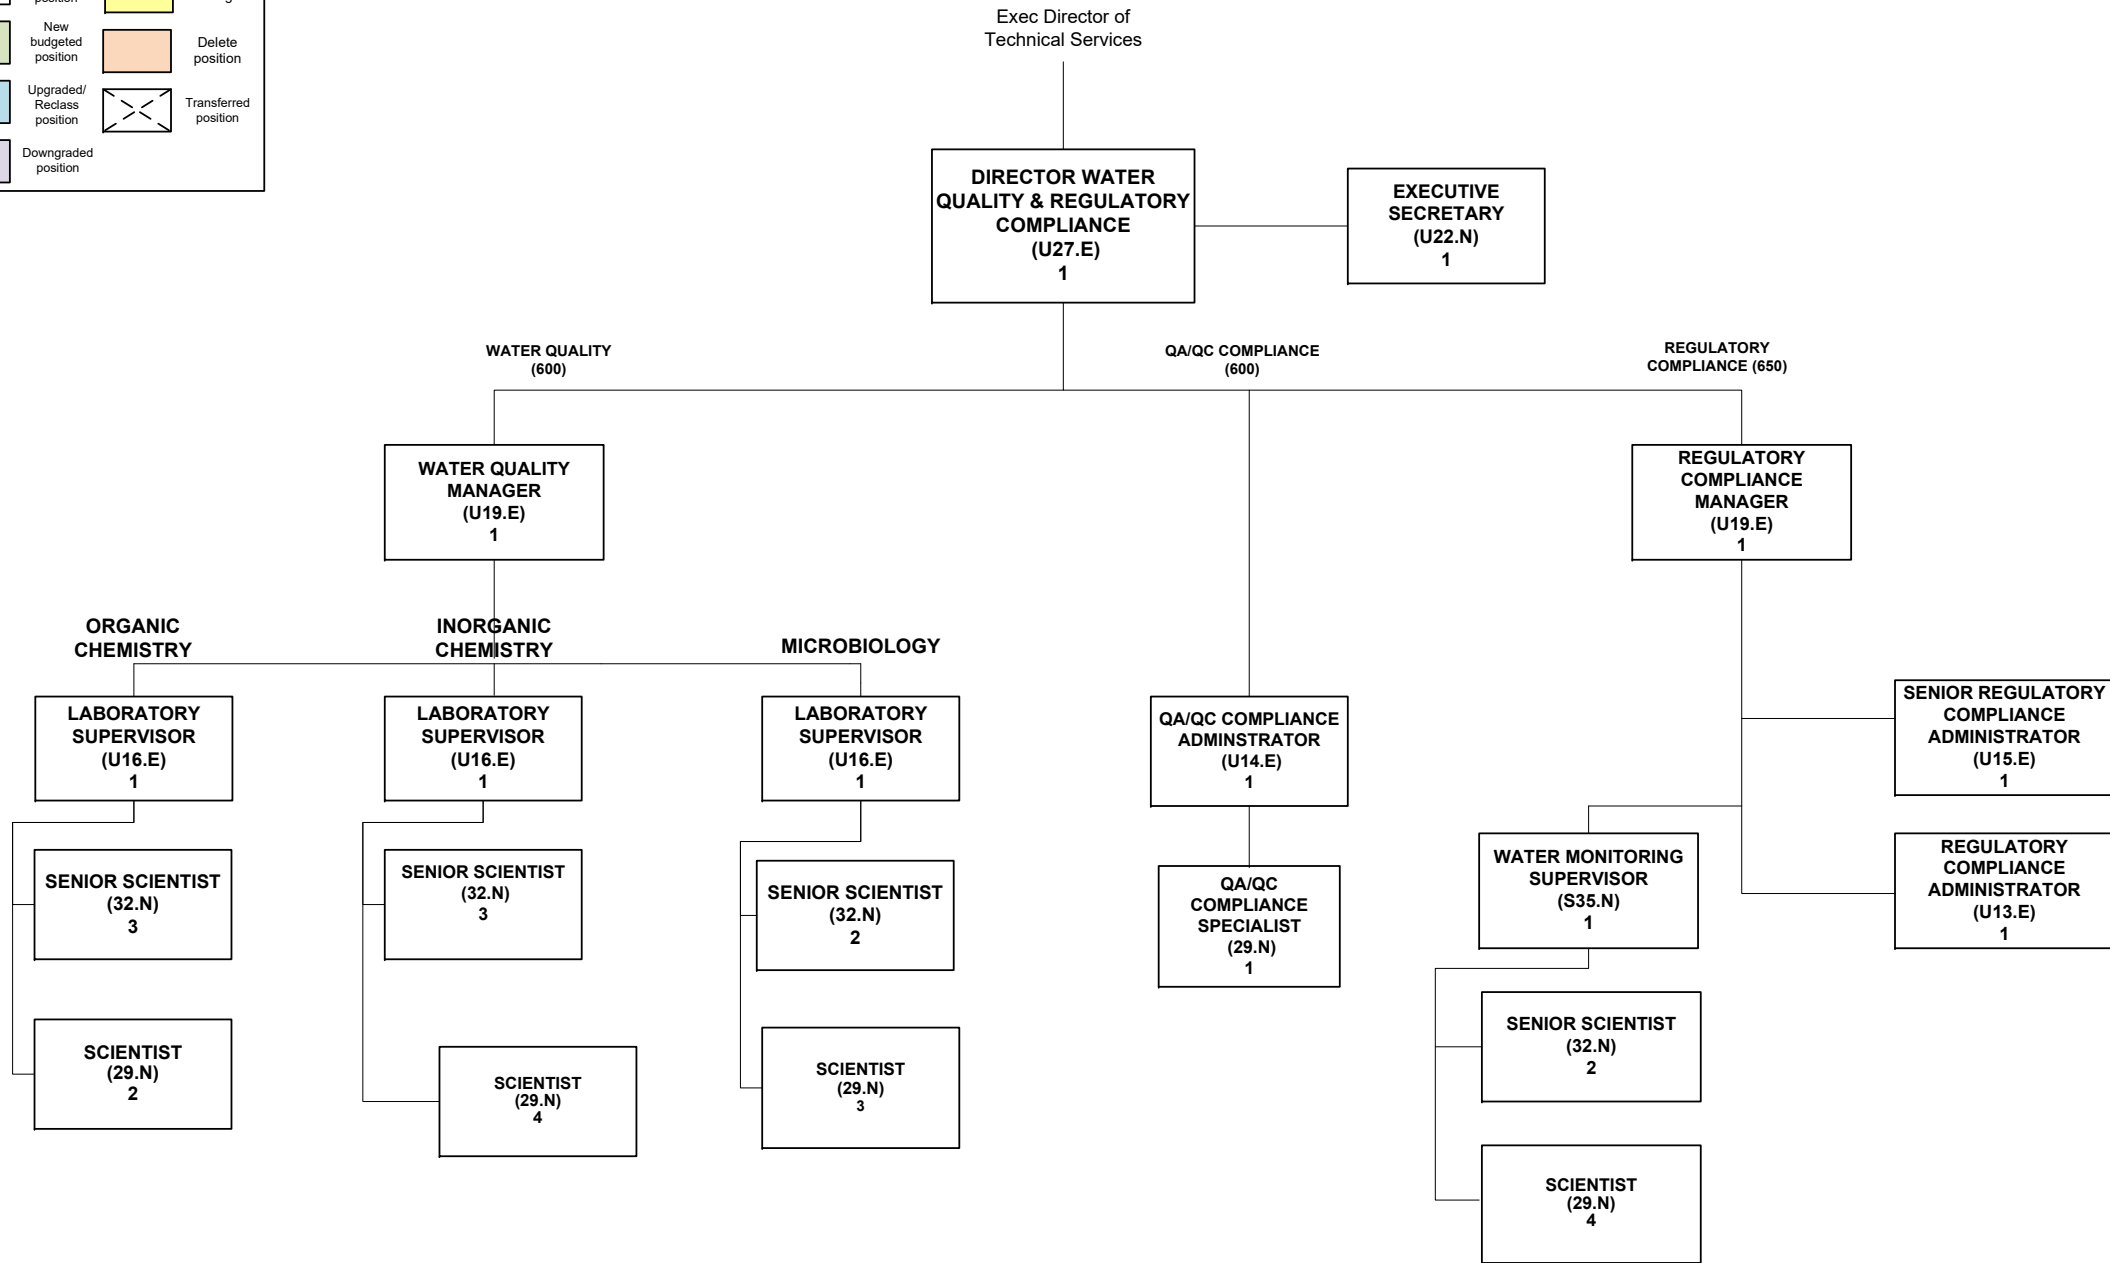 position
New
budgeted
position
Delete
position
Upgraded/
Reclass
position
Transferred
position
Downgraded
position
Exec Director of
Technical Services
DIRECTOR WATER
QUALITY & REGULATORY
COMPLIANCE
(U27.E)
1
EXECUTIVE
SECRETARY
(U22.N)
1
WATER QUALITY
(600)
QA/QC COMPLIANCE
(600)
REGULATORY
COMPLIANCE (650)
WATER QUALITY
MANAGER
(U19.E)
1
REGULATORY
COMPLIANCE
MANAGER
(U19.E)
1
ORGANIC
CHEMISTRY
INORGANIC
CHEMISTRY
MICROBIOLOGY
LABORATORY
SUPERVISOR
(U16.E)
1
LABORATORY
SUPERVISOR
(U16.E)
1
LABORATORY
SUPERVISOR
(U16.E)
1
QA/QC COMPLIANCE
ADMINSTRATOR
(U14.E)
1
SENIOR REGULATORY
COMPLIANCE
ADMINISTRATOR
(U15.E)
1
SENIOR SCIENTIST
(32.N)
3
SENIOR SCIENTIST
(32.N)
3
SENIOR SCIENTIST
(32.N)
2
QA/QC
COMPLIANCE
SPECIALIST
(29.N)
1
WATER MONITORING
SUPERVISOR
(S35.N)
1
REGULATORY
COMPLIANCE
ADMINISTRATOR
(U13.E)
1
SCIENTIST
(29.N)
2
SCIENTIST
(29.N)
4
SCIENTIST
(29.N)
3
SENIOR SCIENTIST
(32.N)
2
SCIENTIST
(29.N)
4